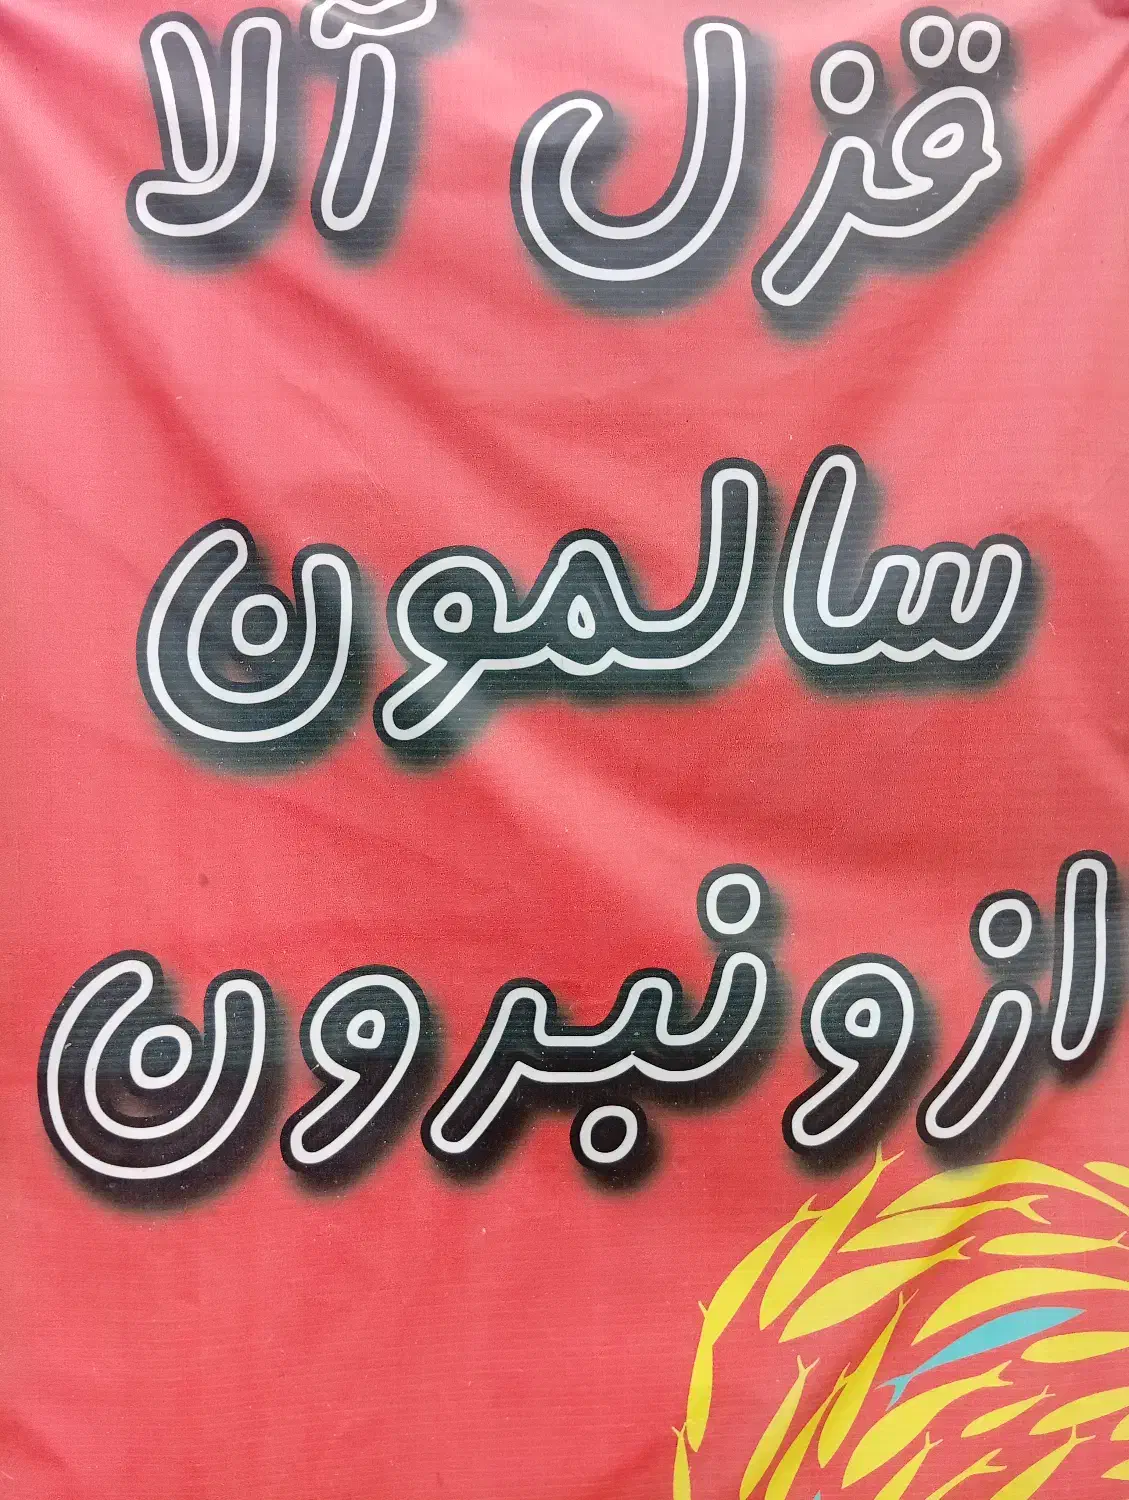 قزل آلا
سالمون
ازونبرون